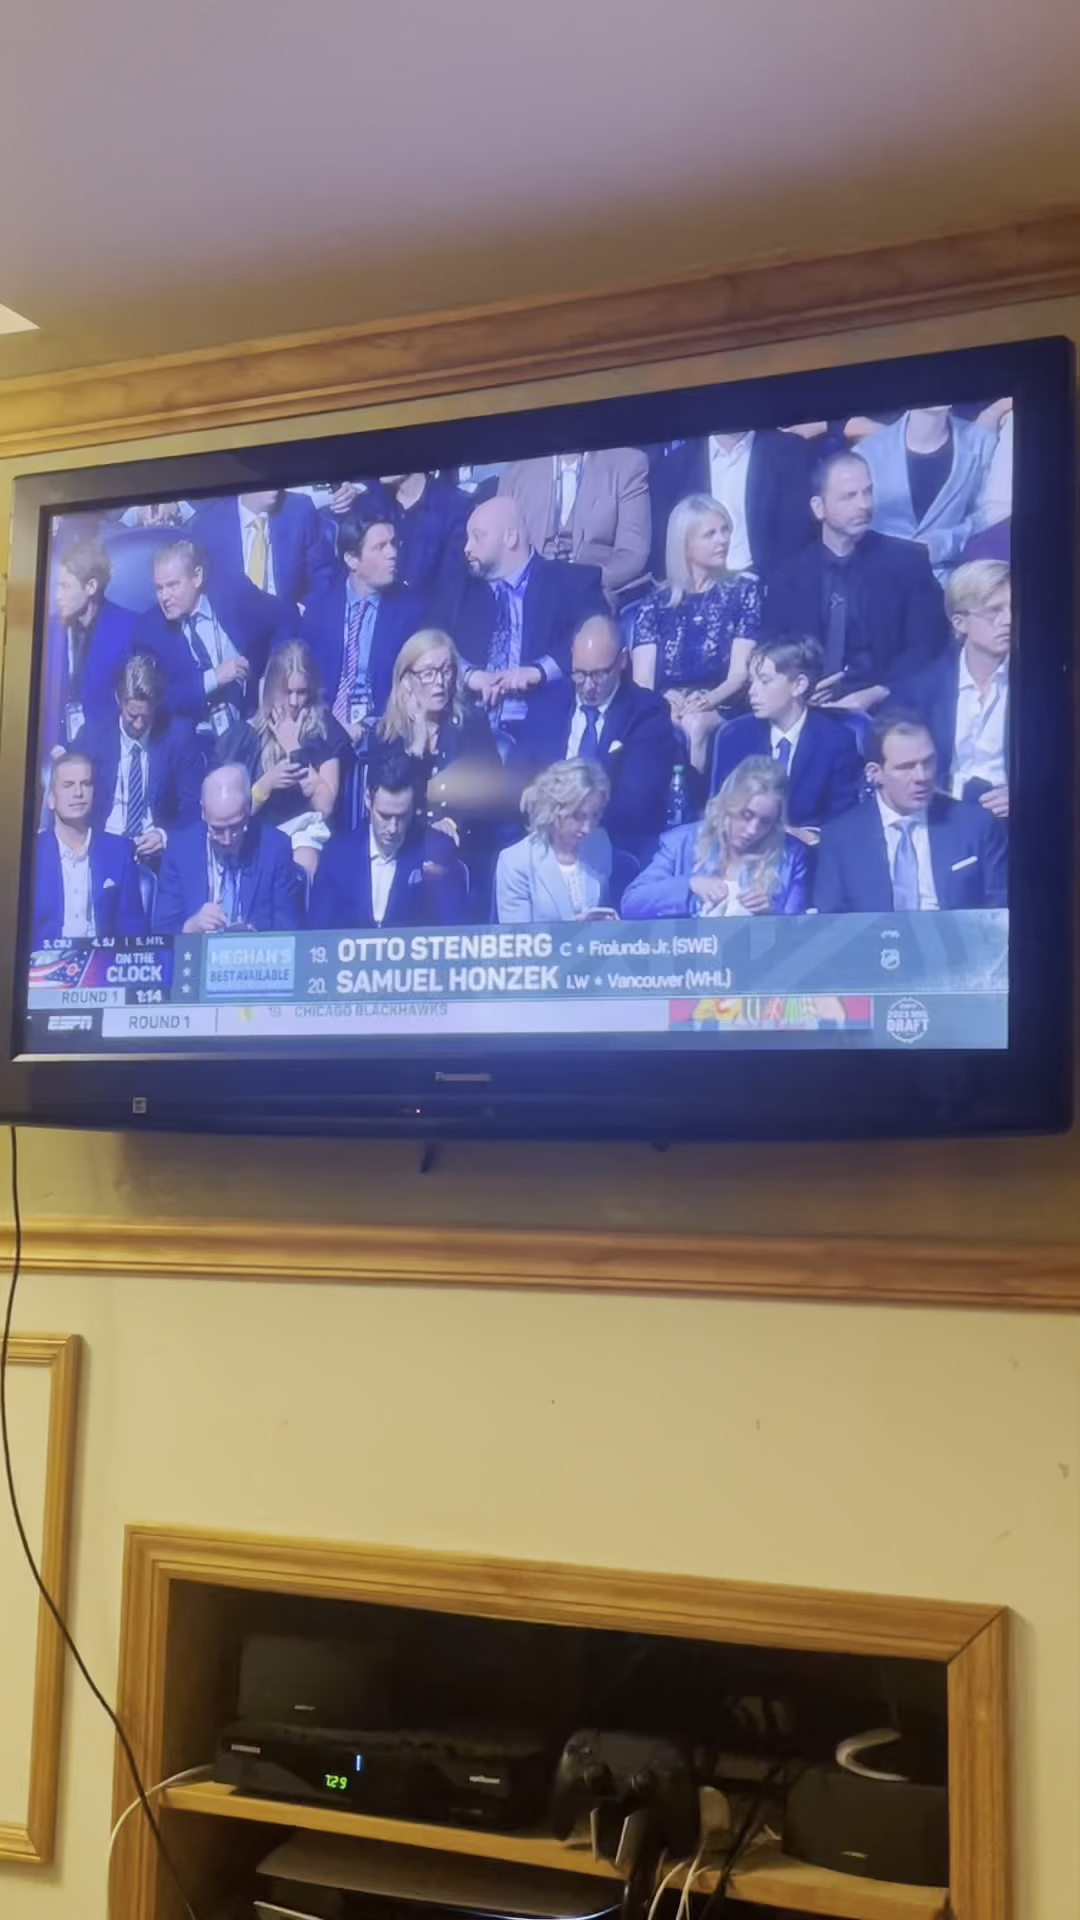 3. CBJ 4. SJ | 5. MTL
ON THE
CLOCK
ROUND 1 1:14
MEGHAN'S
BEST AVAILABLE
19. OTTO STENBERG C • Frolunda Jr. (SWE)
20. SAMUEL HONZEK LW • Vancouver (WHL)
ESPN ROUND 1 19 CHICAGO BLACKHAWKS
2023 NHL
DRAFT
Panasonic
7:29